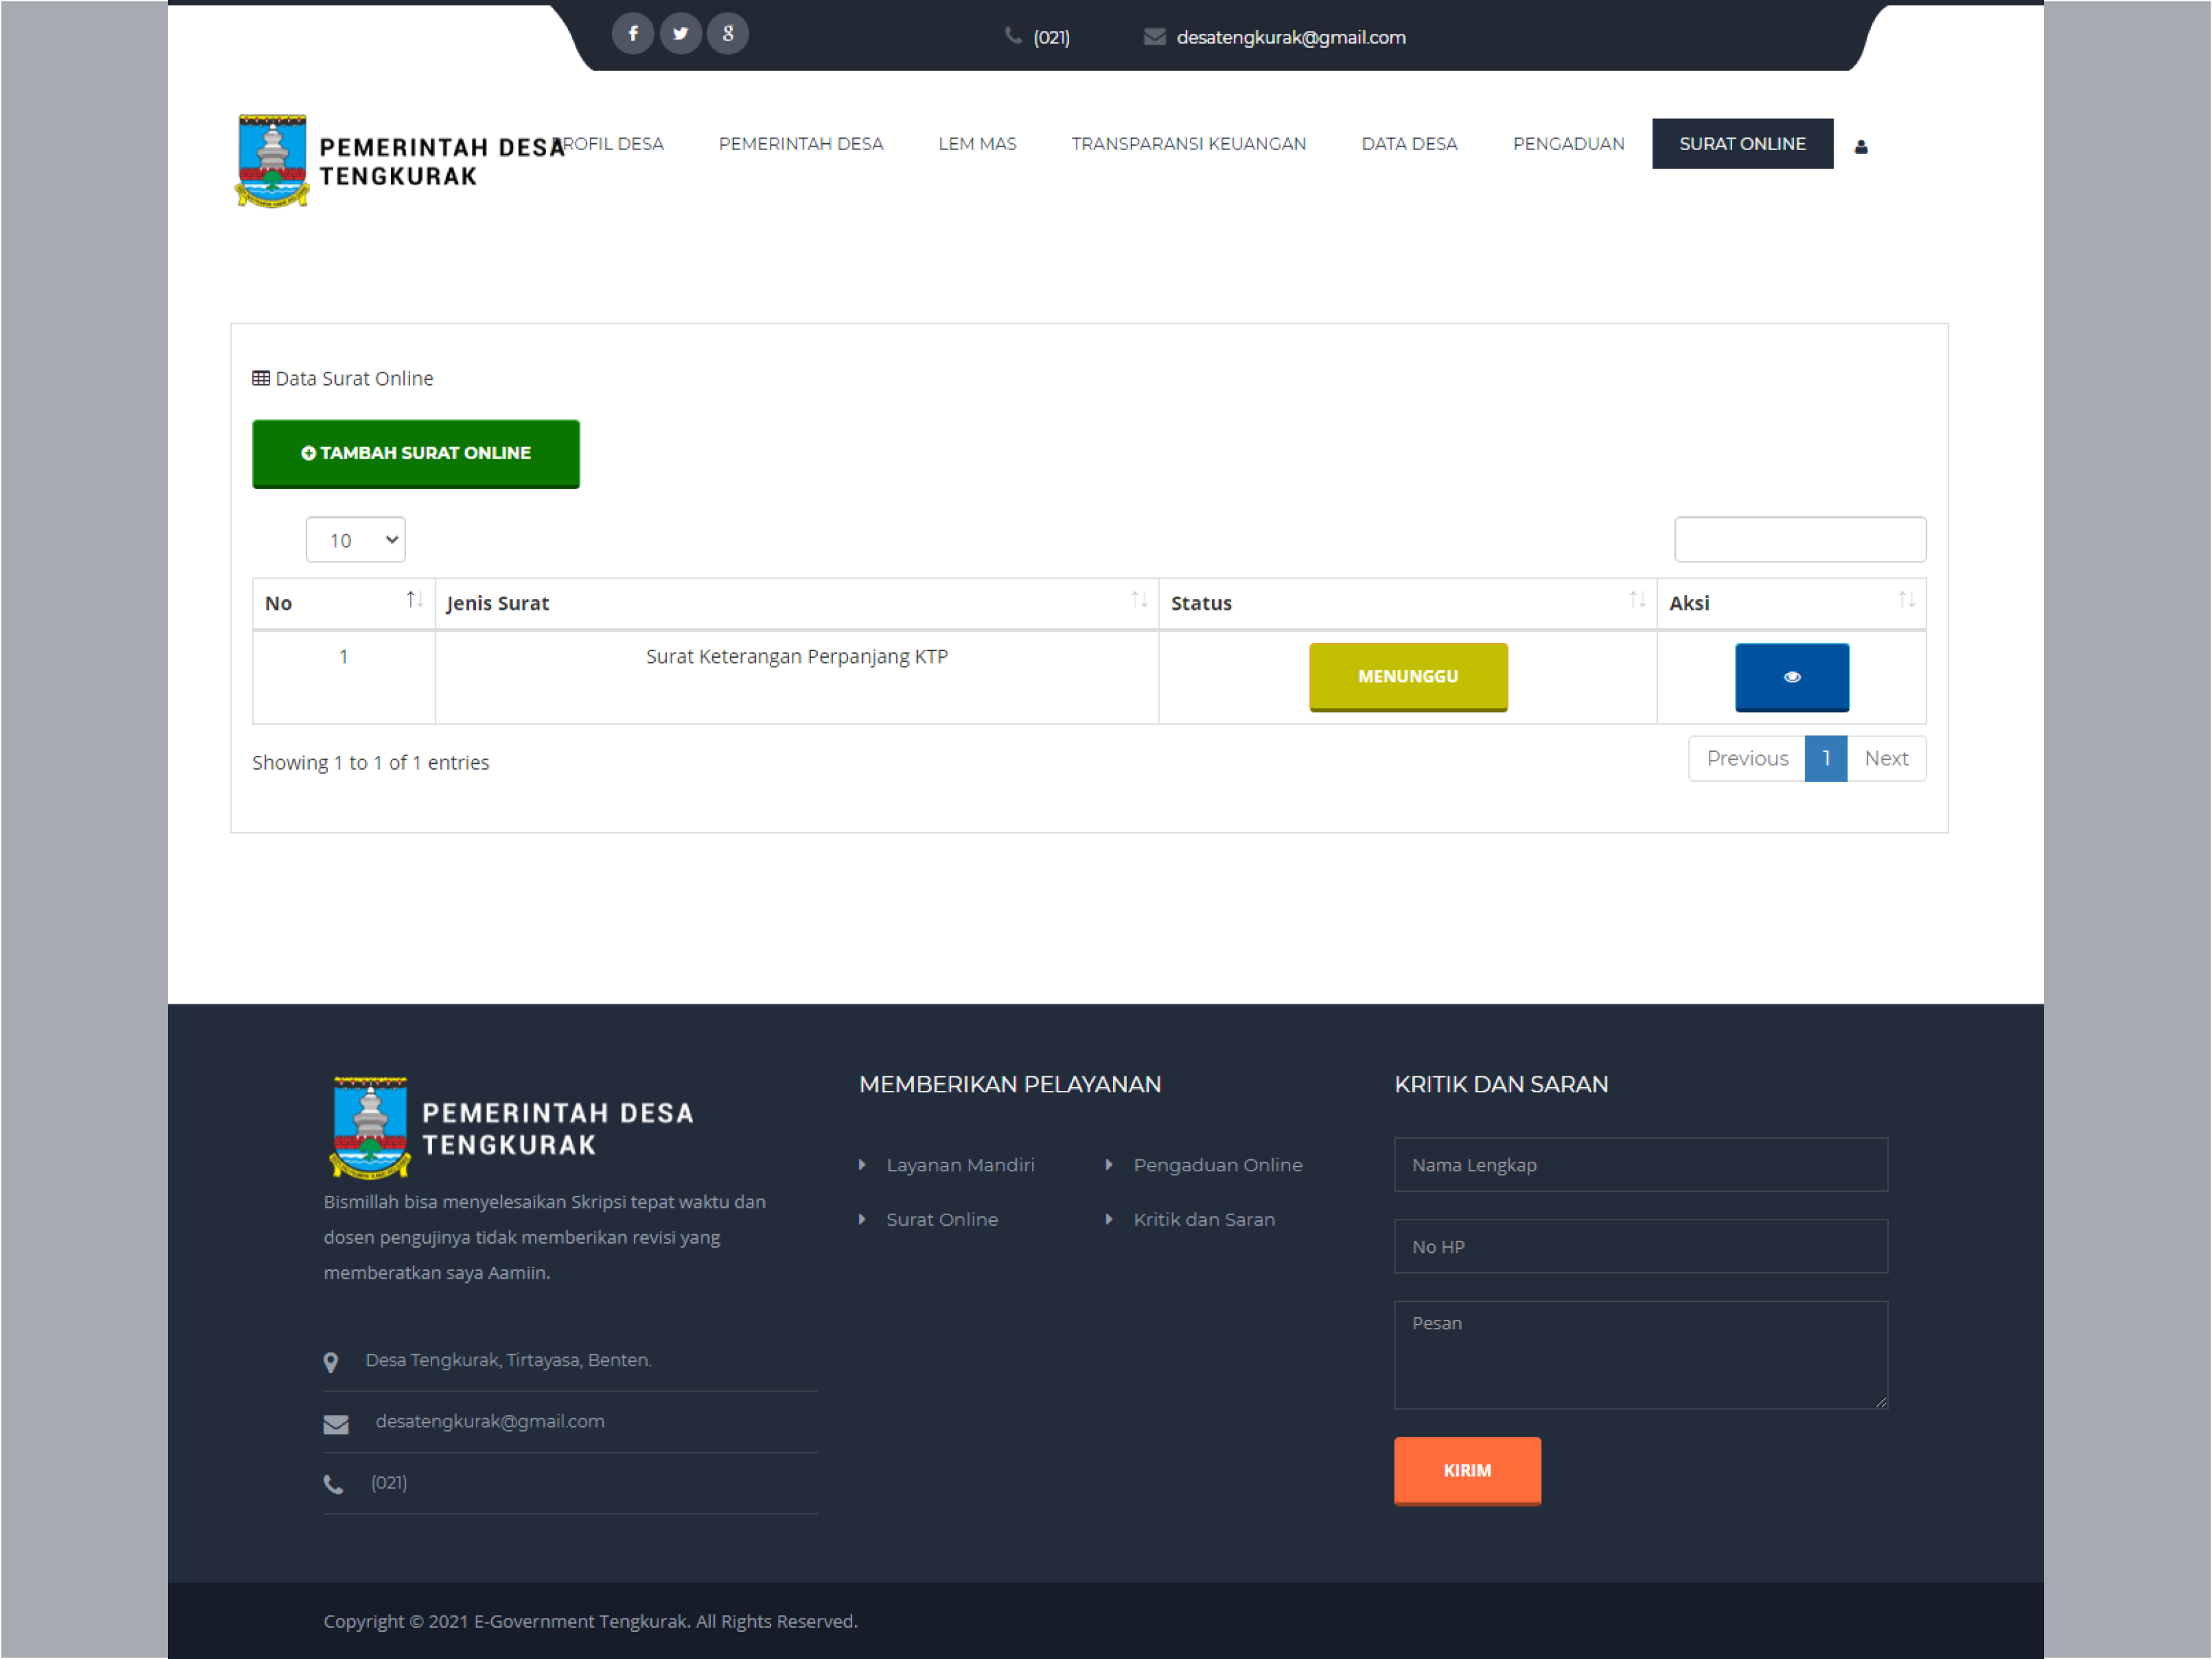 (021) desatengkurak@gmail.com
PEMERINTAH DESA
TENGKURAK
PROFIL DESA PEMERINTAH DESA LEM MAS TRANSPARANSI KEUANGAN DATA DESA PENGADUAN SURAT ONLINE
Data Surat Online
TAMBAH SURAT ONLINE
10
No Jenis Surat Status Aksi
1 Surat Keterangan Perpanjang KTP MENUNGGU
Showing 1 to 1 of 1 entries
Previous 1 Next
PEMERINTAH DESA
TENGKURAK
Bismillah bisa menyelesaikan Skripsi tepat waktu dan
dosen pengujinya tidak memberikan revisi yang
memberatkan saya Aamiin.
Desa Tengkurak, Tirtayasa, Benten.
desatengkurak@gmail.com
(021)
MEMBERIKAN PELAYANAN
Layanan Mandiri Pengaduan Online
Surat Online Kritik dan Saran
KRITIK DAN SARAN
Nama Lengkap
No HP
Pesan
KIRIM
Copyright © 2021 E-Government Tengkurak. All Rights Reserved.